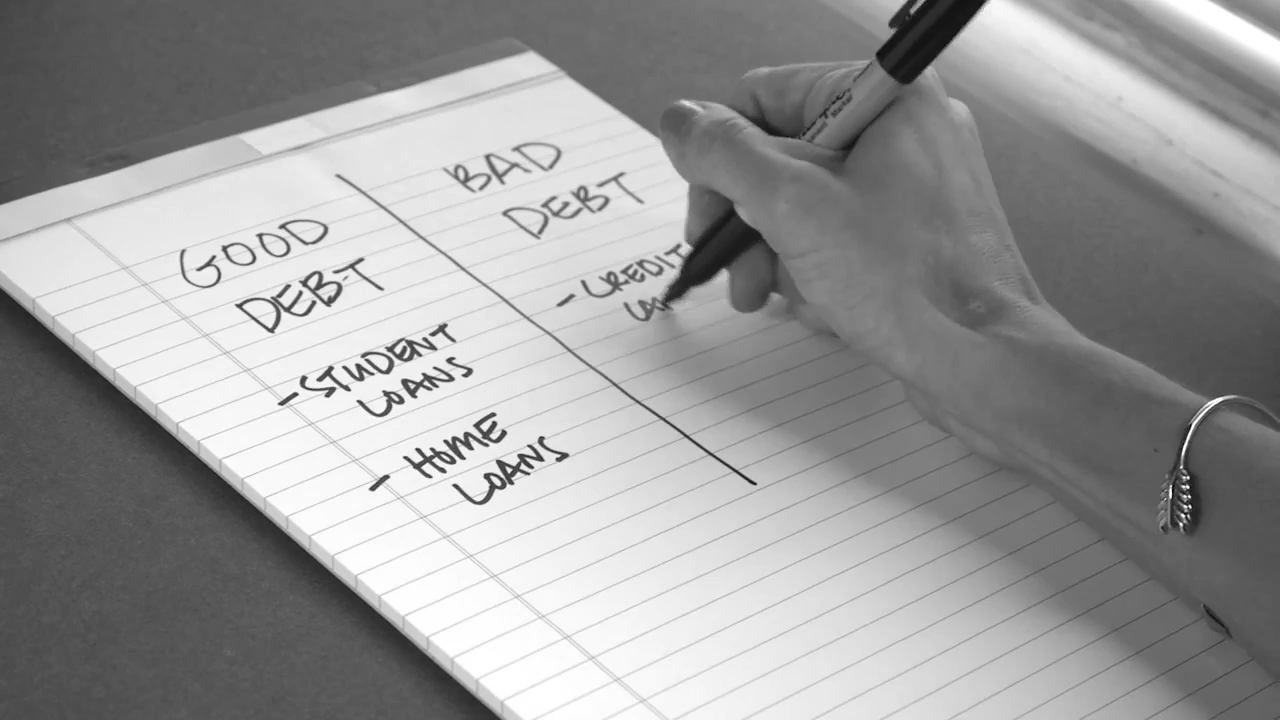 GOOD
DEBT
- STUDENT
LOANS
- HOME
LOANS
BAD
DEBT
- CREDIT